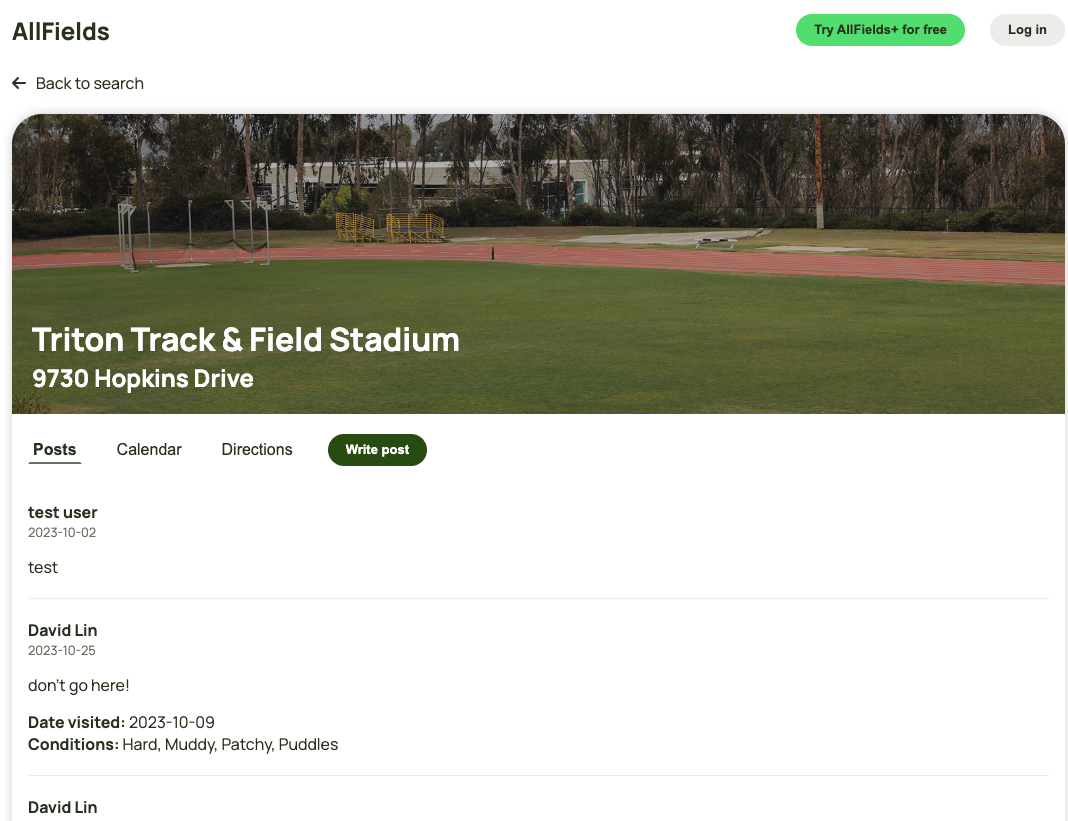 AllFields
Try AllFields+ for free
Log in
Back to search
Triton Track & Field Stadium
9730 Hopkins Drive
Posts
Calendar
Directions
Write post
test user
2023-10-02
test
David Lin
2023-10-25
don't go here!
Date visited: 2023-10-09
Conditions: Hard, Muddy, Patchy, Puddles
David Lin